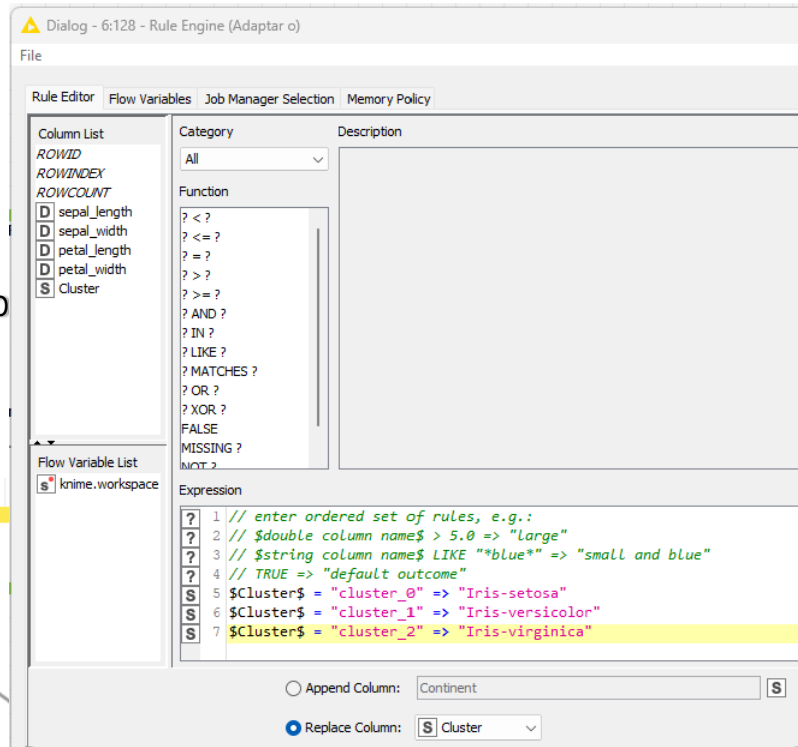 Dialog - 6:128 - Rule Engine (Adaptar o)
File
Rule Editor Flow Variables Job Manager Selection Memory Policy
Column List
ROWID
ROWINDEX
ROWCOUNT
D sepal_length
D sepal_width
D petal_length
D petal_width
S Cluster
Flow Variable List
s knime.workspace
Category
All
Function
? < ?
? <= ?
? = ?
? > ?
? >= ?
? AND ?
? IN ?
? LIKE ?
? MATCHES ?
? OR ?
? XOR ?
FALSE
MISSING ?
NOT ?
Description
Expression
? 1 // enter ordered set of rules, e.g.:
? 2 // $double column name$ > 5.0 => "large"
? 3 // $string column name$ LIKE "*blue*" => "small and blue"
? 4 // TRUE => "default outcome"
S 5 $Cluster$ = "cluster_0" => "Iris-setosa"
S 6 $Cluster$ = "cluster_1" => "Iris-versicolor"
S 7 $Cluster$ = "cluster_2" => "Iris-virginica"
Append Column: Continent S
Replace Column: S Cluster